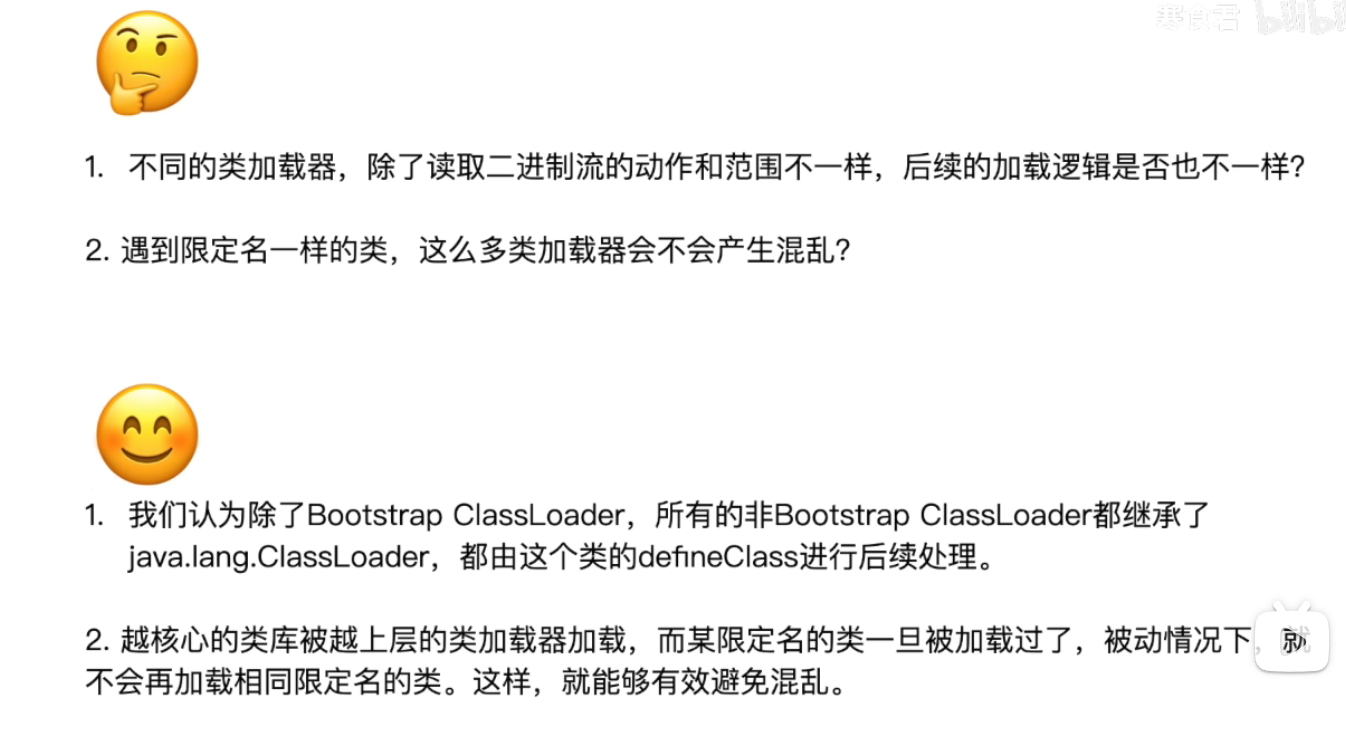 寒食君 bilibili
1. 不同的类加载器，除了读取二进制流的动作和范围不一样，后续的加载逻辑是否也不一样？
2. 遇到限定名一样的类，这么多类加载器会不会产生混乱？
1. 我们认为除了Bootstrap ClassLoader，所有的非Bootstrap ClassLoader都继承了
java.lang.ClassLoader，都由这个类的defineClass进行后续处理。
2. 越核心的类库被越上层的类加载器加载，而某限定名的类一旦被加载过了，被动情况下，就
不会再加载相同限定名的类。这样，就能够有效避免混乱。